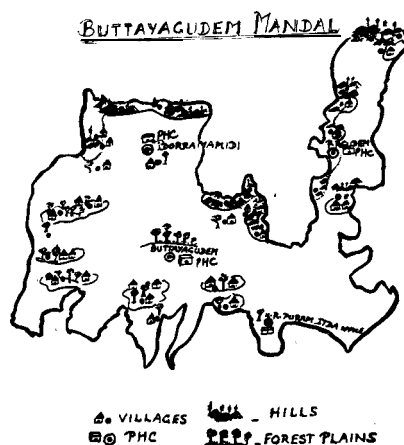 BUTTAYAGUDEM MANDAL
PHC
DORRAMAMIDI
PHC
BUTTAYAGUDEM
PHC
VILLAGES
HILLS
PHC
FOREST PLAINS